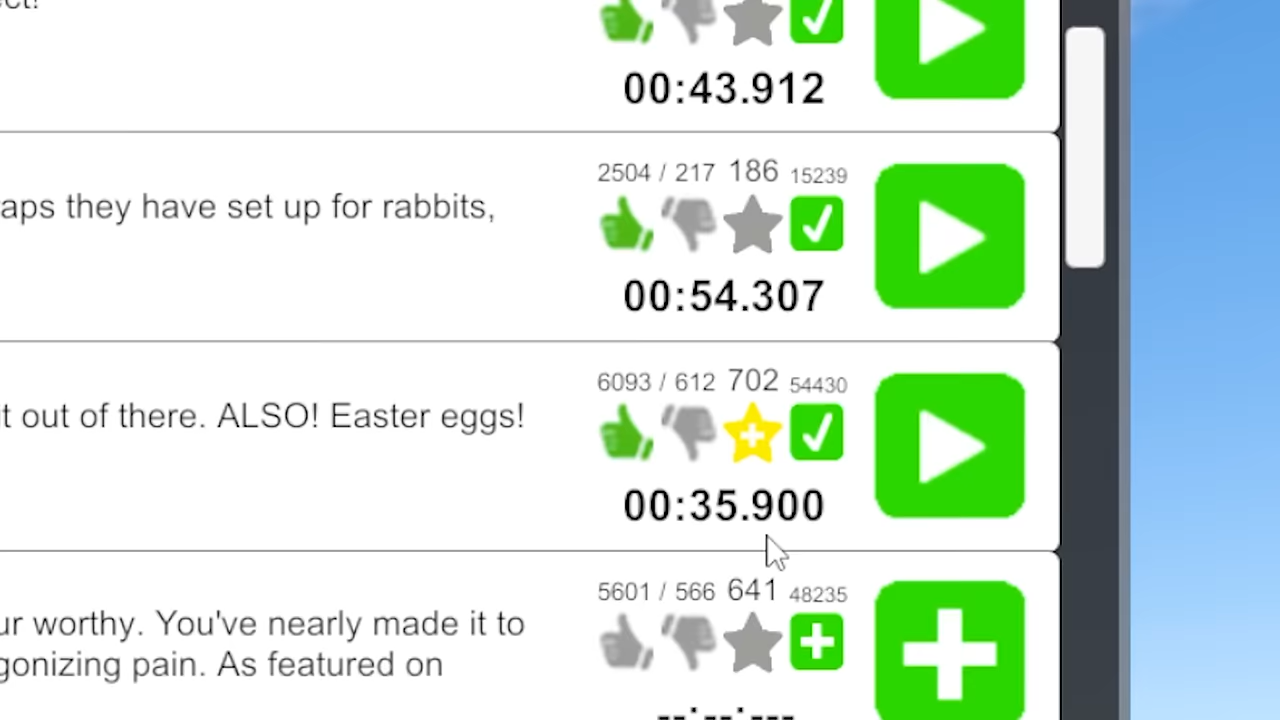 00:43.912
2504 / 217 186 15239
aps they have set up for rabbits,
00:54.307
6093 / 612 702 54430
t out of there. ALSO! Easter eggs!
00:35.900
5601 / 566 641 48235
ur worthy. You've nearly made it to
gonizing pain. As featured on
--:--:---